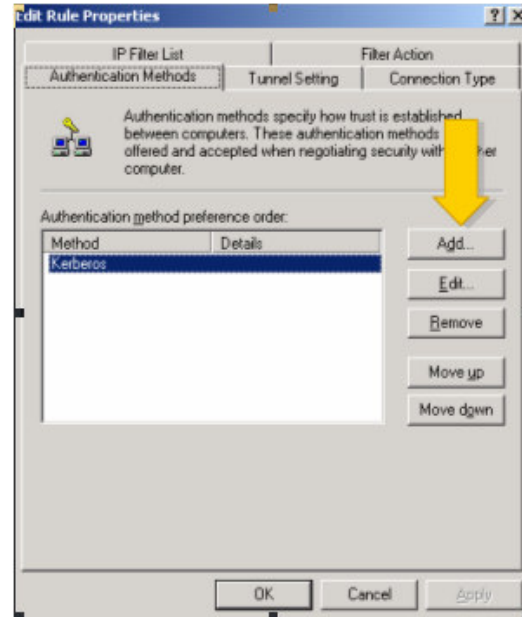 Edit Rule Properties
IP Filter List
Filter Action
Authentication Methods
Tunnel Setting
Connection Type
Authentication methods specify how trust is established
between computers. These authentication methods
offered and accepted when negotiating security with
computer.
Authentication method preference order:
Method
Details
Add...
Kerberos
Edit...
Remove
Move up
Move down
OK
Cancel
Apply